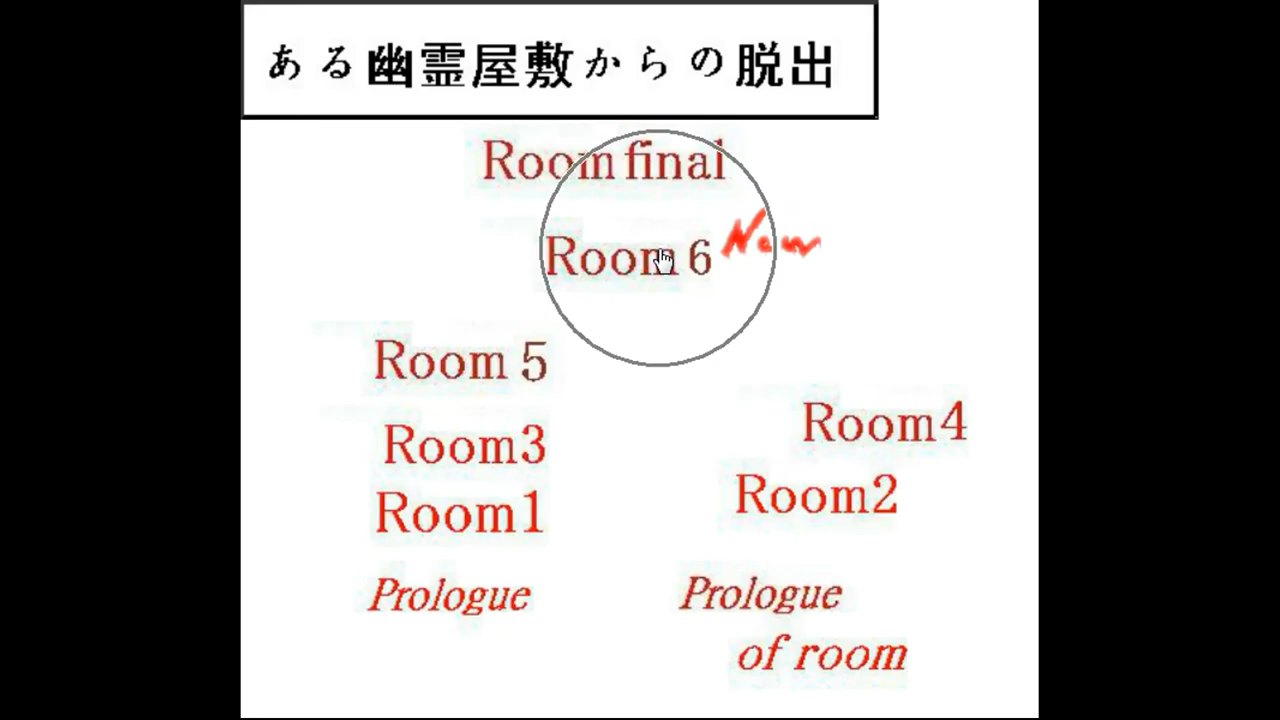 ある幽霊屋敷からの脱出
Room final
Room 6 New
Room 5
Room4
Room3
Room2
Room1
Prologue
Prologue
of room